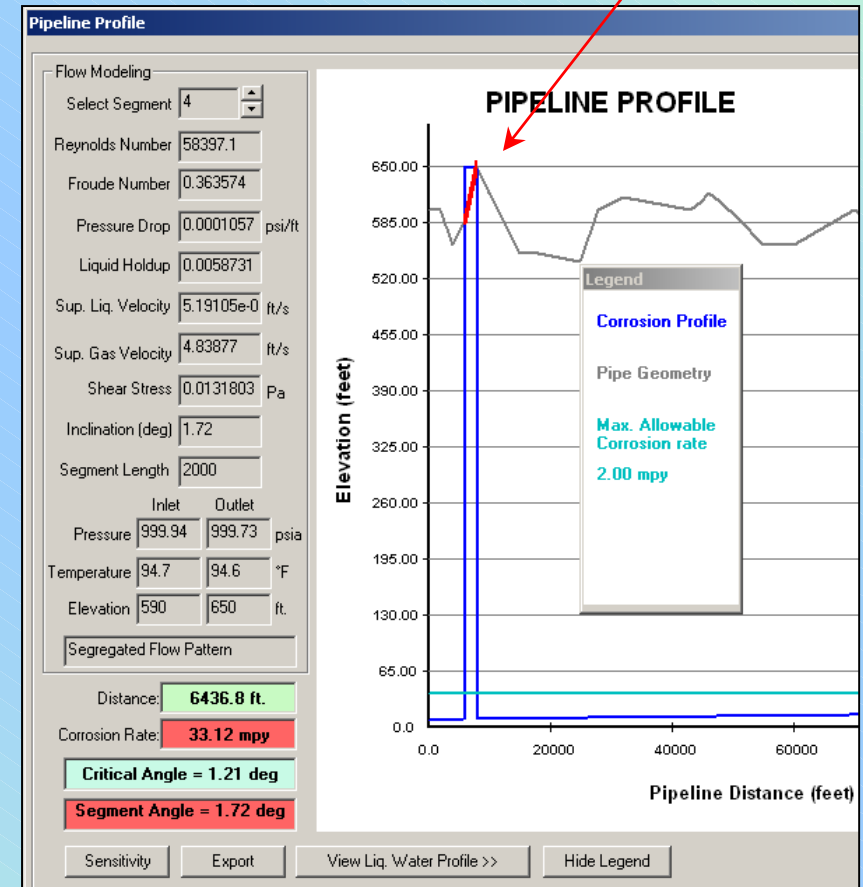 Pipeline Profile
Flow Modeling
Select Segment 4
Reynolds Number 58397.1
Froude Number 0.363574
Pressure Drop 0.0001057 psi/ft
Liquid Holdup 0.0058731
Sup. Liq. Velocity 5.19105e-0 ft/s
Sup. Gas Velocity 4.83877 ft/s
Shear Stress 0.0131803 Pa
Inclination (deg) 1.72
Segment Length 2000
Inlet Outlet
Pressure 999.94 999.73 psia
Temperature 94.7 94.6 °F
Elevation 590 650 ft.
Segregated Flow Pattern
Distance: 6436.8 ft.
Corrosion Rate: 33.12 mpy
Critical Angle = 1.21 deg
Segment Angle = 1.72 deg
PIPELINE PROFILE
Elevation (feet)
650.00
585.00
520.00
455.00
390.00
325.00
260.00
195.00
130.00
65.00
0.0
0.0 20000 40000 60000
Pipeline Distance (feet)
Legend
Corrosion Profile
Pipe Geometry
Max. Allowable
Corrosion rate
2.00 mpy
Sensitivity Export View Liq. Water Profile >> Hide Legend